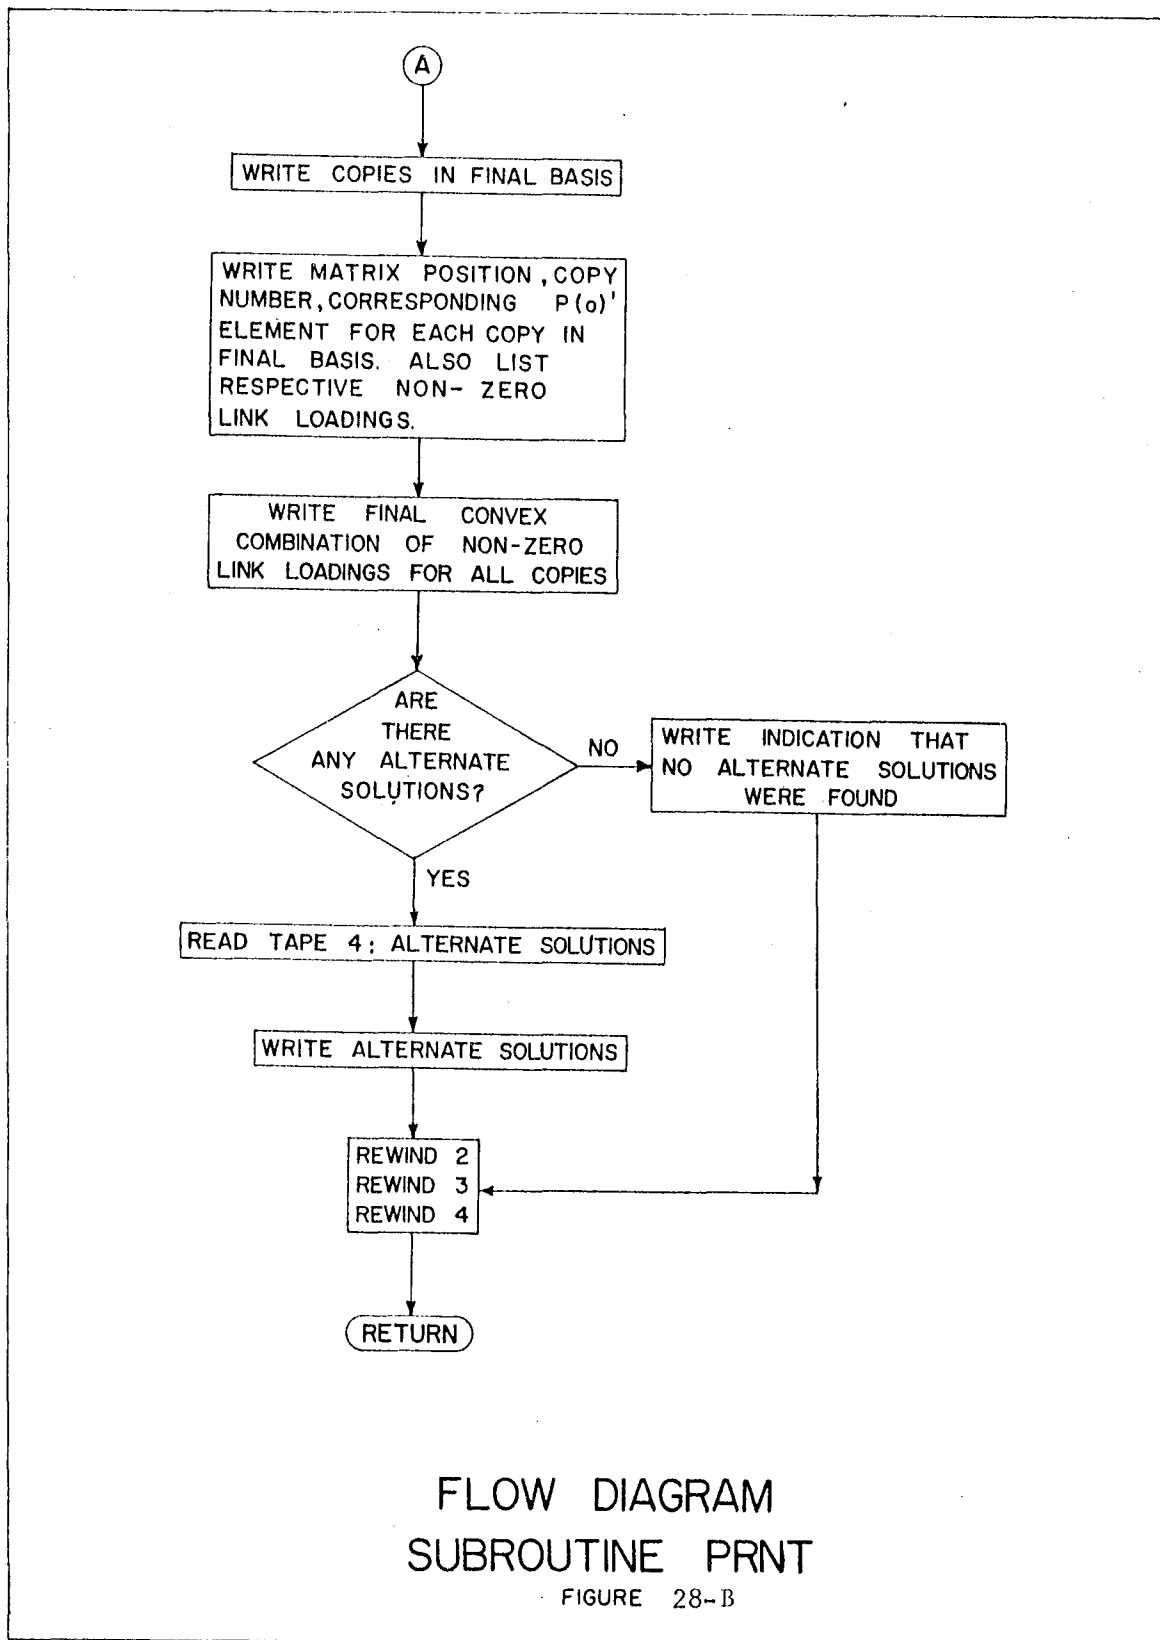 A
WRITE COPIES IN FINAL BASIS
WRITE MATRIX POSITION, COPY
NUMBER, CORRESPONDING P(o)'
ELEMENT FOR EACH COPY IN
FINAL BASIS. ALSO LIST
RESPECTIVE NON- ZERO
LINK LOADINGS.
WRITE FINAL CONVEX
COMBINATION OF NON-ZERO
LINK LOADINGS FOR ALL COPIES
ARE
THERE
ANY ALTERNATE
SOLUTIONS?
NO
WRITE INDICATION THAT
NO ALTERNATE SOLUTIONS
WERE FOUND
YES
READ TAPE 4: ALTERNATE SOLUTIONS
WRITE ALTERNATE SOLUTIONS
REWIND 2
REWIND 3
REWIND 4
RETURN
FLOW DIAGRAM
SUBROUTINE PRNT
FIGURE 28-B